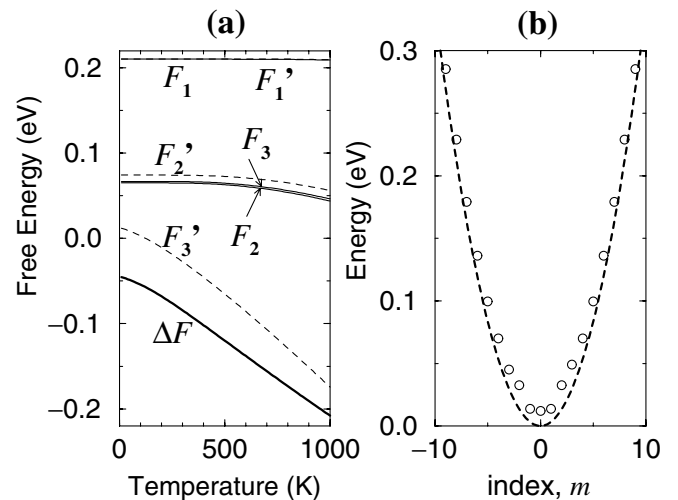 (a)
(b)
Free Energy (eV)
0.2
0.1
0.0
−0.1
−0.2
F1
F1’
F2’
F3
F2
F3’
ΔF
0
500
1000
Temperature (K)
Energy (eV)
0.3
0.2
0.1
0.0
−10
0
10
index, m